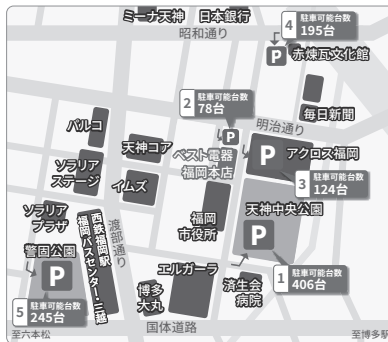 ミーナ天神
日本銀行
昭和通り
4
駐車可能台数
195台
P
赤煉瓦文化館
2
駐車可能台数
78台
毎日新聞
パルコ
明治通り
P
天神コア
ベスト電器
福岡本店
P
アクロス福岡
ソラリア
ステージ
イムズ
3
駐車可能台数
124台
天神中央公園
ソラリア
プラザ
西鉄福岡駅
福岡バスセンター・三越
渡部通り
福岡
市役所
P
警固公園
P
エルガーラ
1
駐車可能台数
406台
済生会
病院
博多
大丸
5
駐車可能台数
245台
国体道路
至六本松
至博多駅